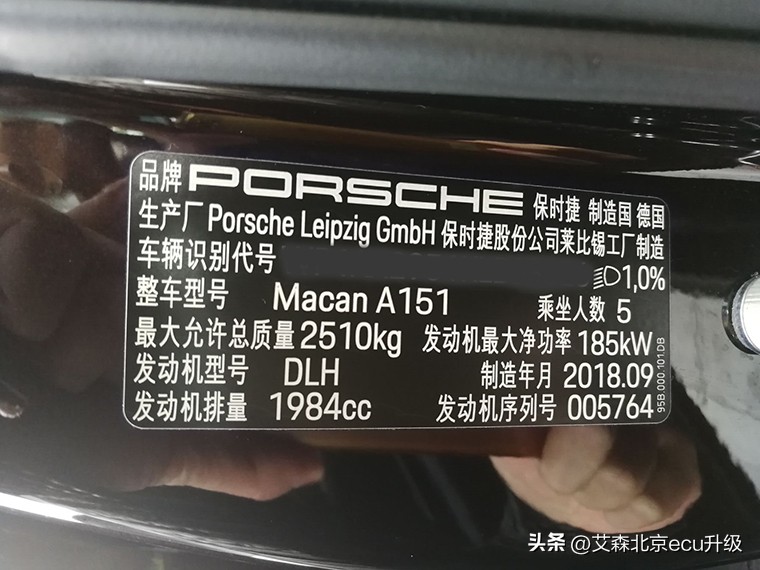 品牌 PORSCHE 保时捷 制造国 德国
生产厂 Porsche Leipzig GmbH 保时捷股份公司莱比锡工厂制造
车辆识别代号
1,0%
整车型号 Macan A151 乘坐人数 5
最大允许总质量 2510kg 发动机最大净功率 185kW
发动机型号 DLH 制造年月 2018.09
发动机排量 1984cc 发动机序列号 005764
95B.000.101.DB
头条 @艾森北京ecu升级